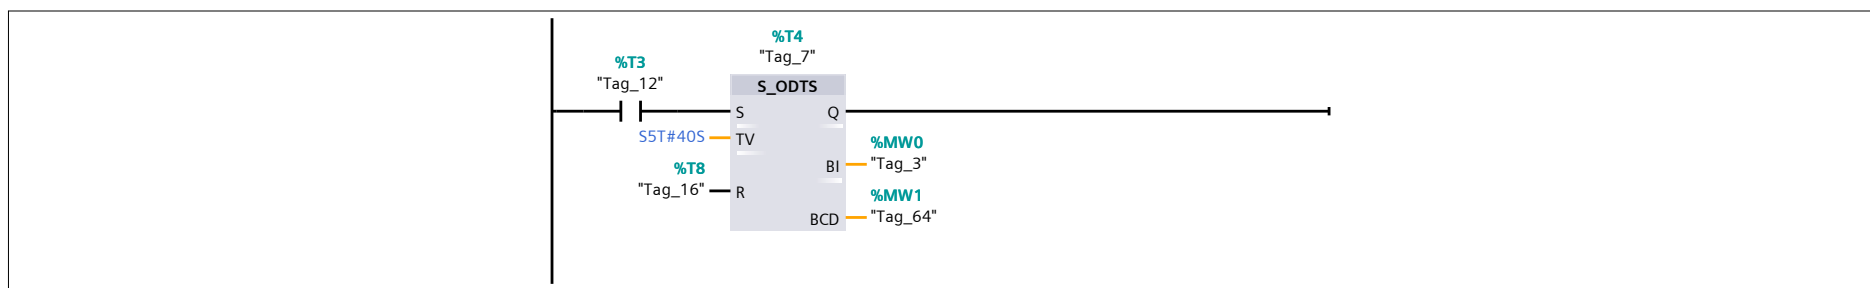 %T4
"Tag_7"
%T3
"Tag_12"
S_ODTS
S
Q
S5T#40S
TV
%MW0
"Tag_3"
BI
%T8
"Tag_16"
R
%MW1
"Tag_64"
BCD